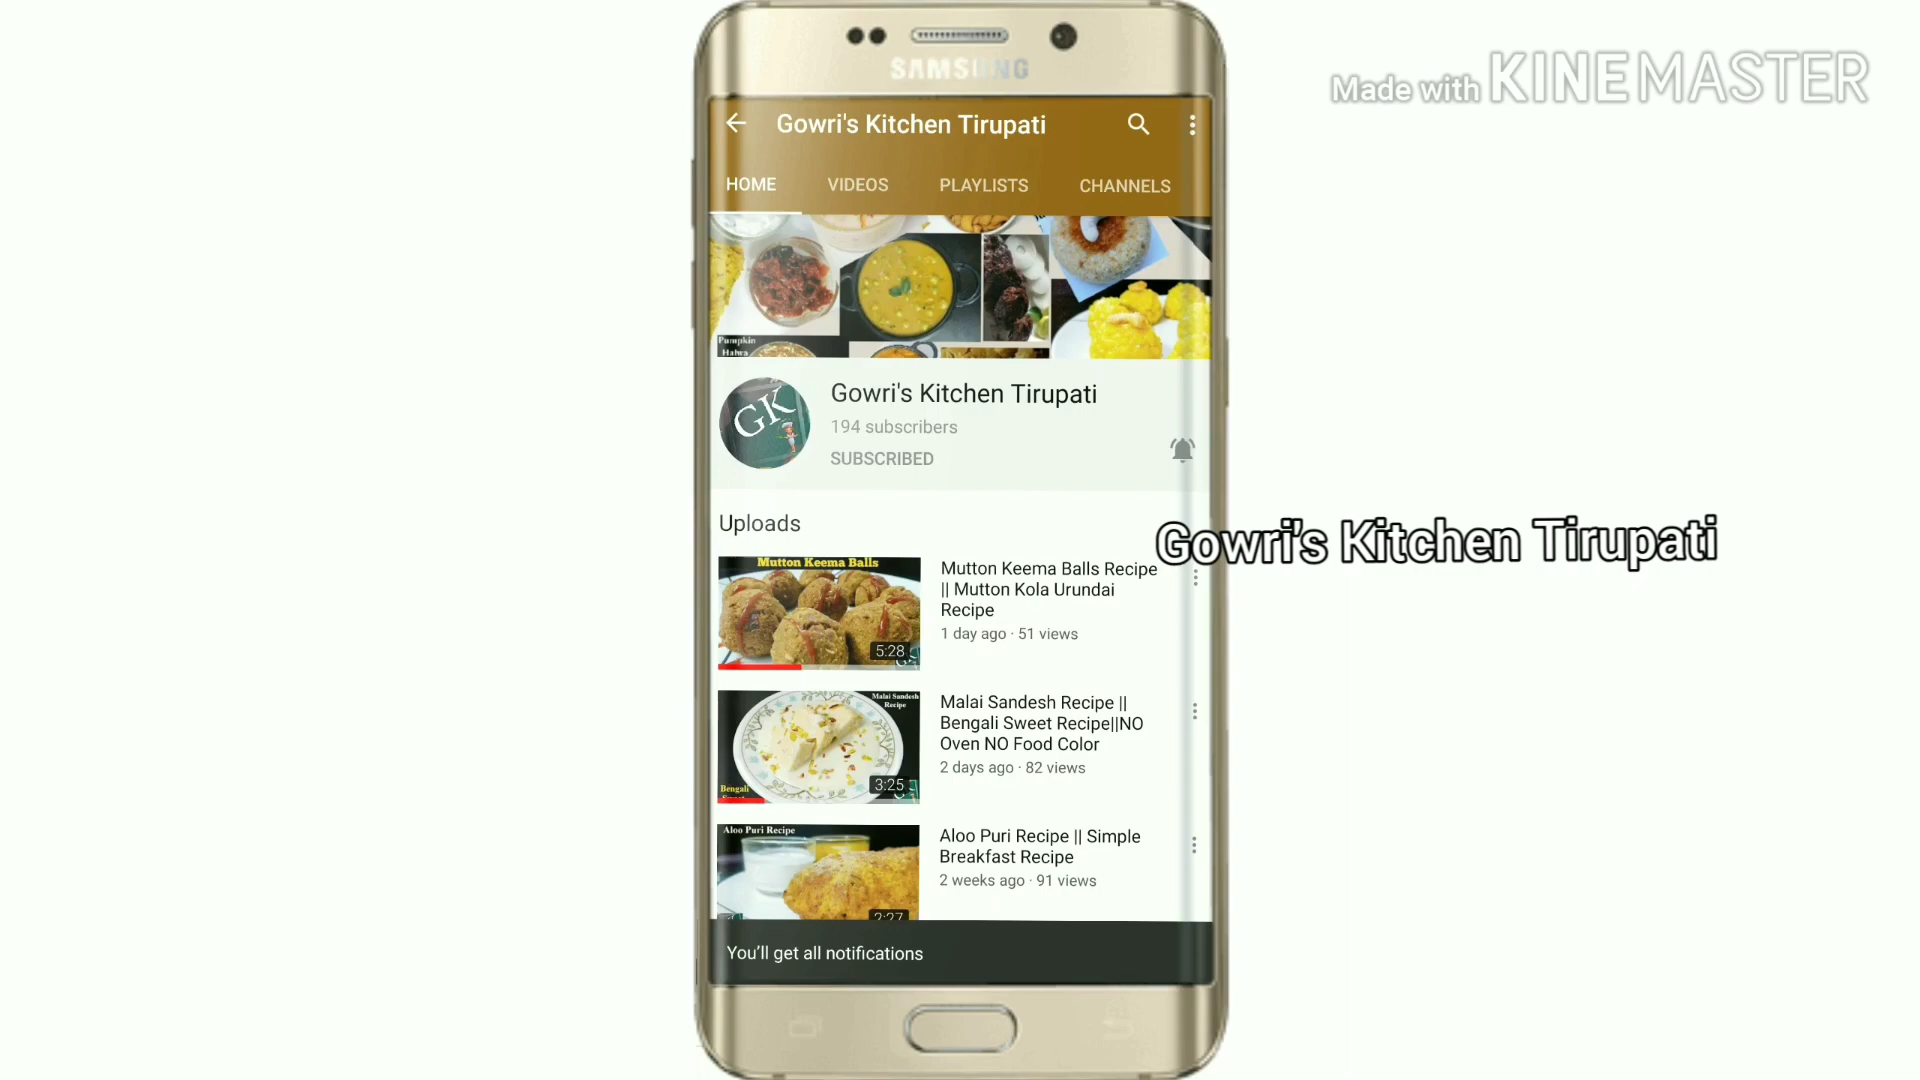 SAMSUNG
Made with KINEMASTER
Gowri's Kitchen Tirupati
HOME VIDEOS PLAYLISTS CHANNELS
Pumpkin
Halwa
GK
Gowri's Kitchen Tirupati
194 subscribers
SUBSCRIBED
Uploads
Gowri's Kitchen Tirupati
Mutton Keema Balls
5:28
Mutton Keema Balls Recipe
|| Mutton Kola Urundai
Recipe
1 day ago · 51 views
Malai Sandesh
Recipe
Bengali
3:25
Malai Sandesh Recipe ||
Bengali Sweet Recipe||NO
Oven NO Food Color
2 days ago · 82 views
Aloo Puri Recipe
2:27
Aloo Puri Recipe || Simple
Breakfast Recipe
2 weeks ago · 91 views
You'll get all notifications